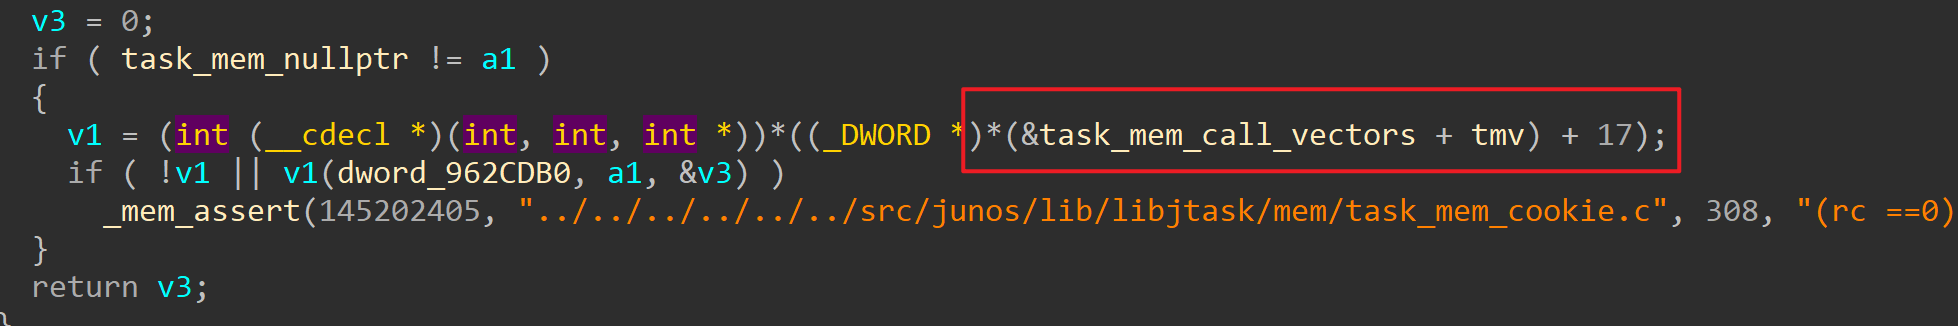 v3 = 0;
if ( task_mem_nullptr != a1 )
{
v1 = (int (__cdecl *)(int, int, int *))*((_DWORD *)*(&task_mem_call_vectors + tmv) + 17);
if ( !v1 || v1(dword_962CDB0, a1, &v3) )
_mem_assert(145202405, "../../../../../../src/junos/lib/libjtask/mem/task_mem_cookie.c", 308, "(rc ==0)
}
return v3;
}